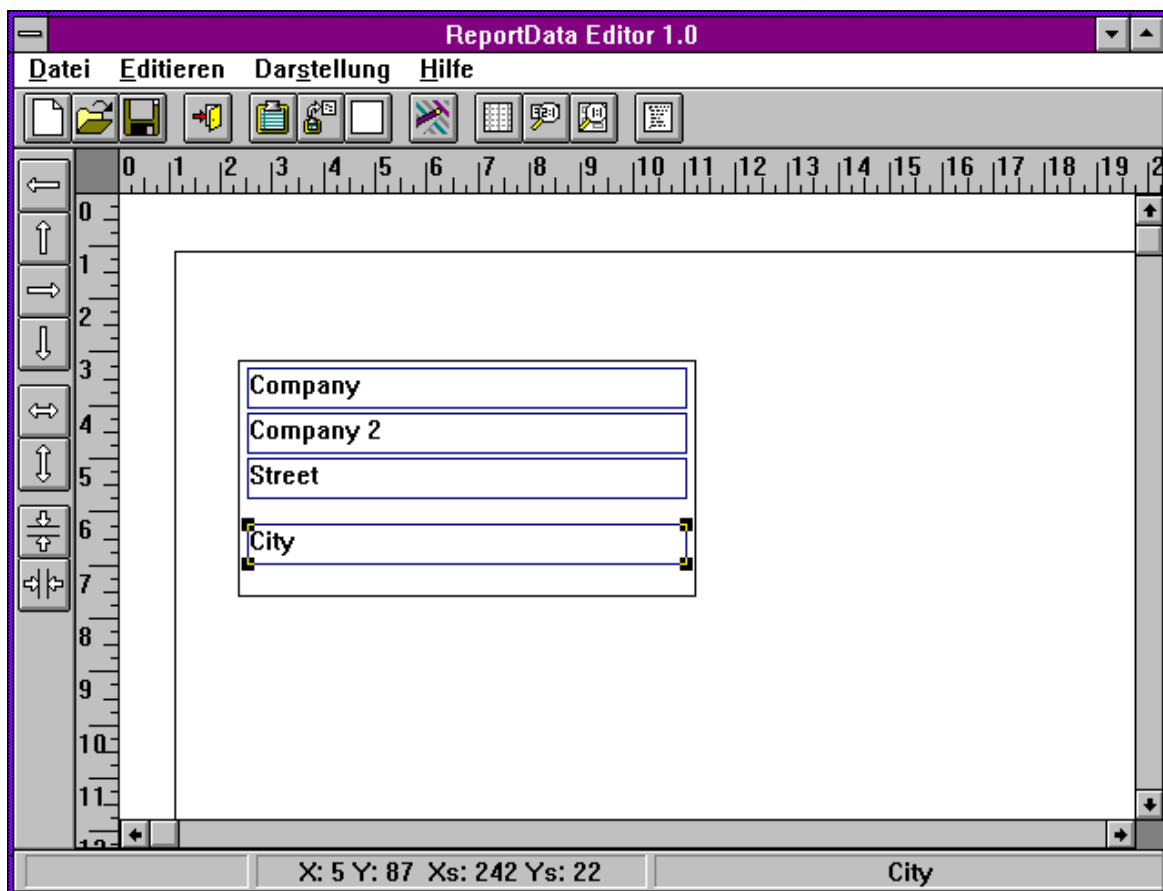 ReportData Editor 1.0
Datei Editieren Darstellung Hilfe
0 1 2 3 4 5 6 7 8 9 10 11 12 13 14 15 16 17 18 19 2
0
1
2
3
4
5
6
7
8
9
10
11
12
Company
Company 2
Street
City
X: 5 Y: 87 Xs: 242 Ys: 22 City